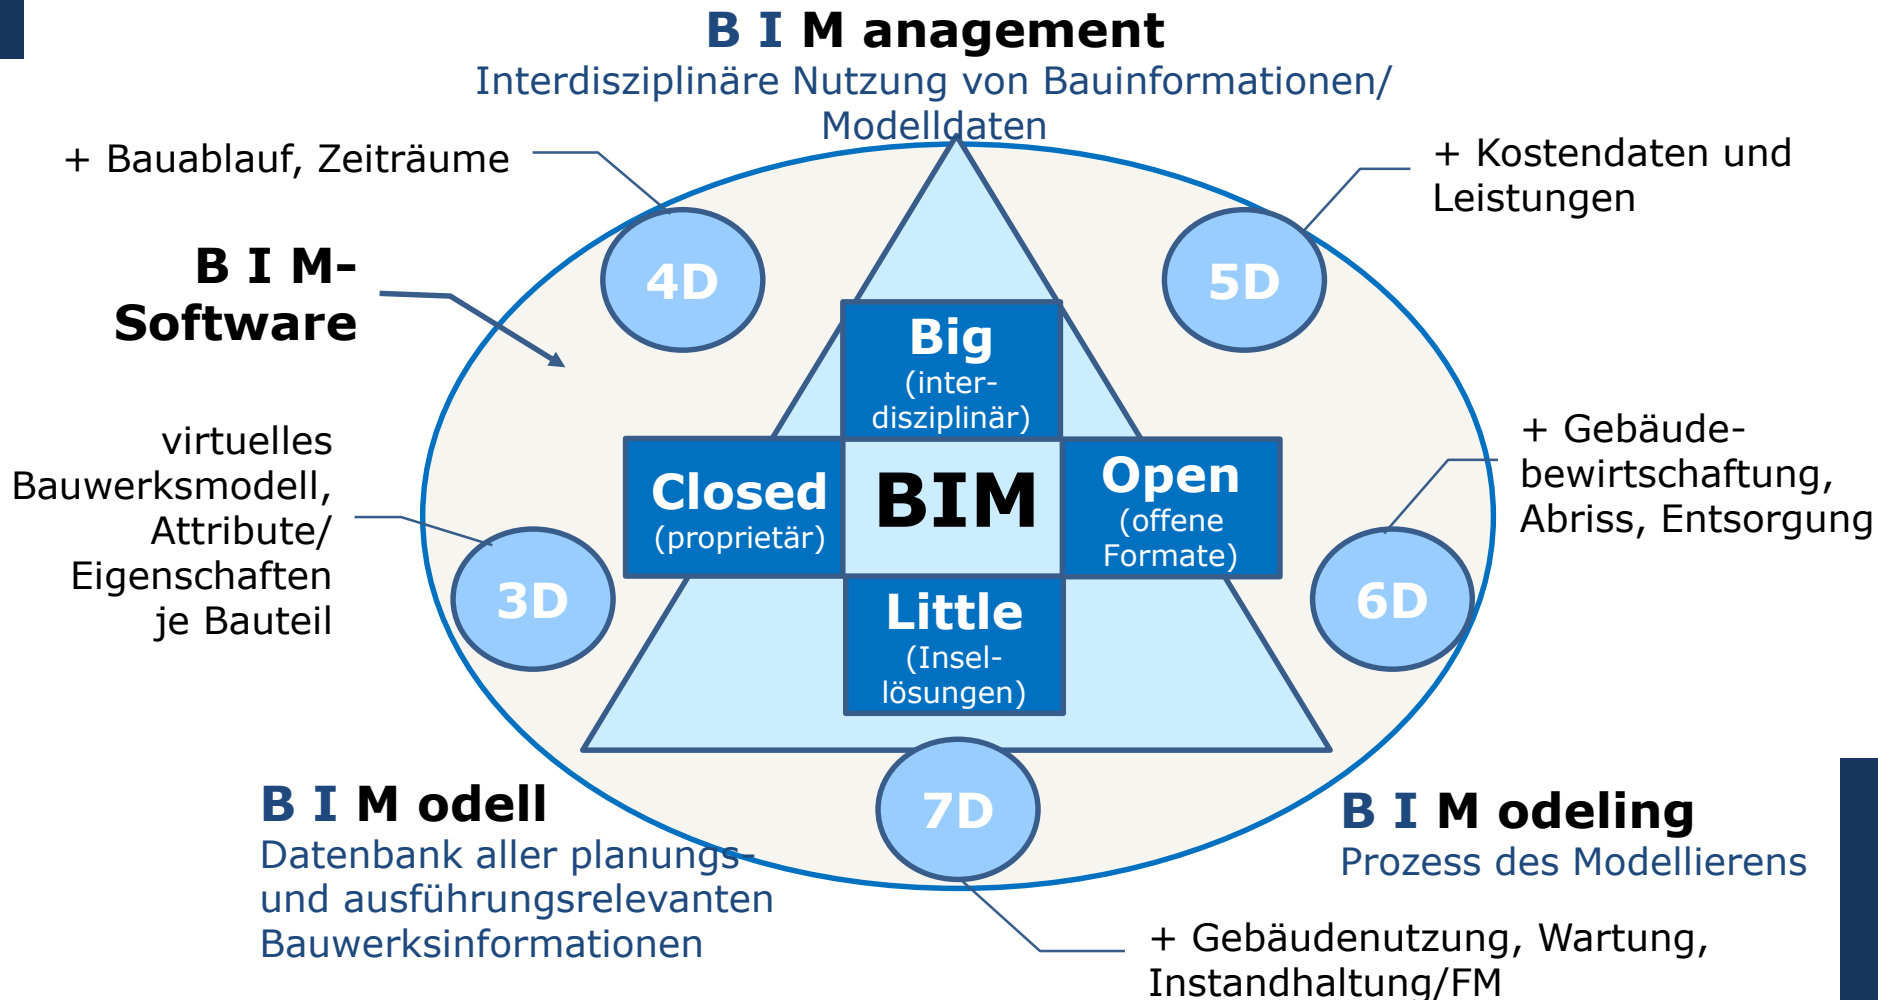 B I M anagement
Interdisziplinäre Nutzung von Bauinformationen/
Modelldaten
+ Bauablauf, Zeiträume
+ Kostendaten und
Leistungen
4D
5D
B I M-
Software
Big
(inter-
disziplinär)
virtuelles
Bauwerksmodell,
Attribute/
Eigenschaften
je Bauteil
Closed
(proprietär)
BIM
Open
(offene
Formate)
+ Gebäude-
bewirtschaftung,
Abriss, Entsorgung
3D
Little
(Insel-
lösungen)
6D
7D
B I M odell
Datenbank aller planungs-
und ausführungsrelevanten
Bauwerksinformationen
B I M odeling
Prozess des Modellierens
+ Gebäudenutzung, Wartung,
Instandhaltung/FM